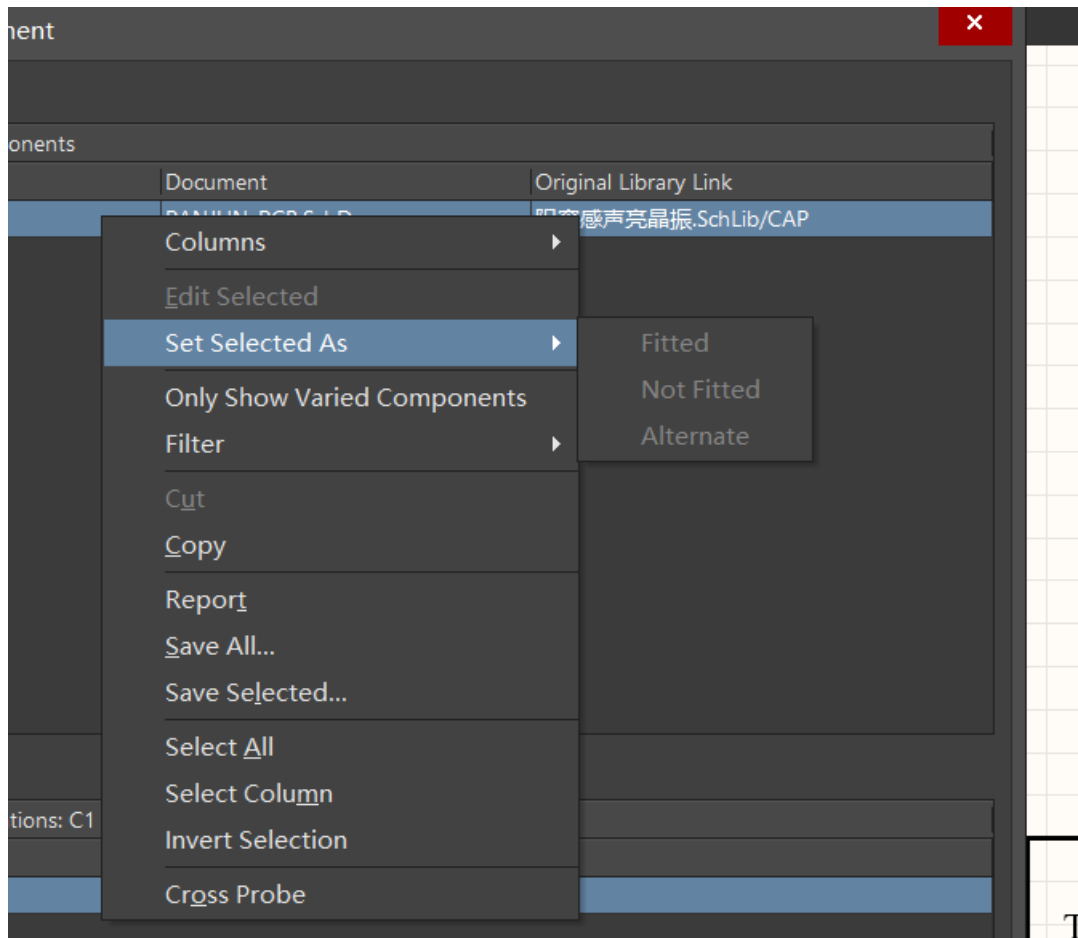 nent
onents
Document
Original Library Link
感声亮晶振.SchLib/CAP
Columns
Edit Selected
Set Selected As
Fitted
Not Fitted
Only Show Varied Components
Alternate
Filter
Cut
Copy
Report
Save All...
Save Selected...
Select All
Select Column
tions: C1
Invert Selection
Cross Probe
T